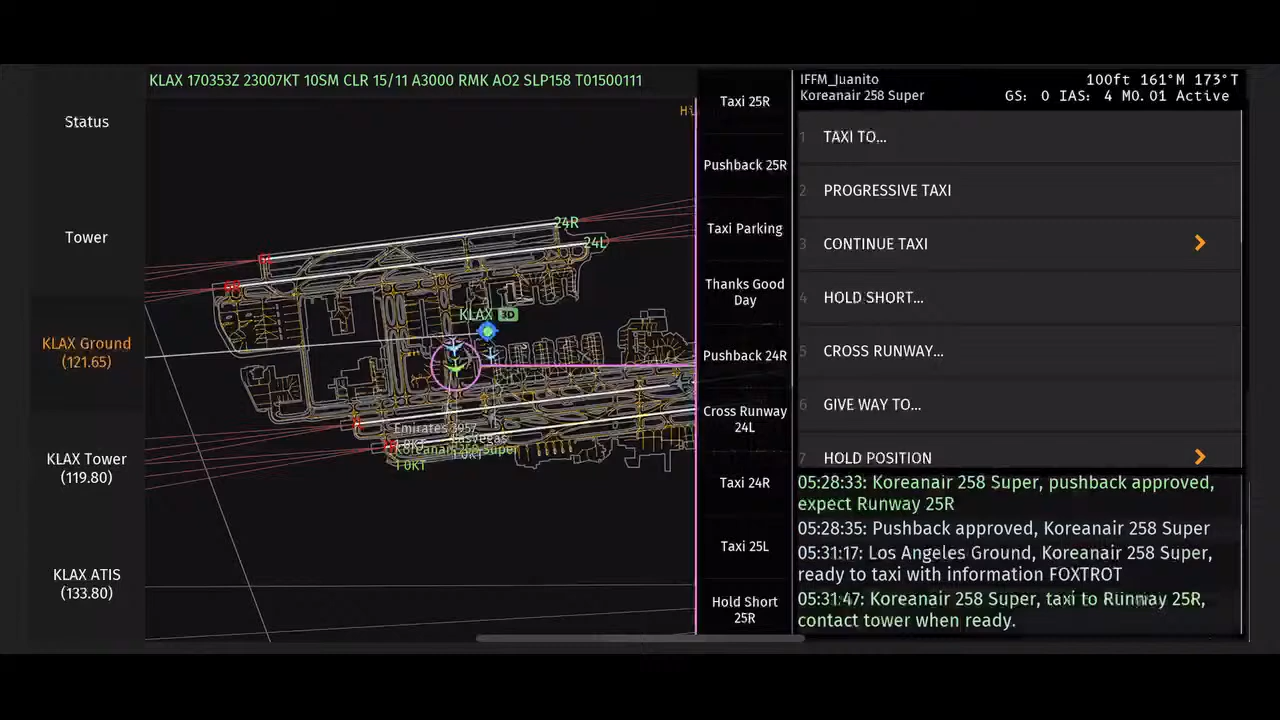 KLAX 170353Z 23007KT 10SM CLR 15/11 A3000 RMK AO2 SLP158 T01500111
Status
Tower
KLAX Ground
(121.65)
KLAX Tower
(119.80)
KLAX ATIS
(133.80)
24R
24L
KLAX 3D
Emirates 3957
Koreanair 258 Super
10KT
Taxi 25R
Pushback 25R
Taxi Parking
Thanks Good
Day
Pushback 24R
Cross Runway
24L
Taxi 24R
Taxi 25L
Hold Short
25R
IFFM_Juanito
Koreanair 258 Super
100ft 161°M 173°T
GS: 0 IAS: 4 M0.01 Active
1 TAXI TO...
2 PROGRESSIVE TAXI
3 CONTINUE TAXI
4 HOLD SHORT...
5 CROSS RUNWAY...
6 GIVE WAY TO...
7 HOLD POSITION
05:28:33: Koreanair 258 Super, pushback approved,
expect Runway 25R
05:28:35: Pushback approved, Koreanair 258 Super
05:31:17: Los Angeles Ground, Koreanair 258 Super,
ready to taxi with information FOXTROT
05:31:47: Koreanair 258 Super, taxi to Runway 25R,
contact tower when ready.